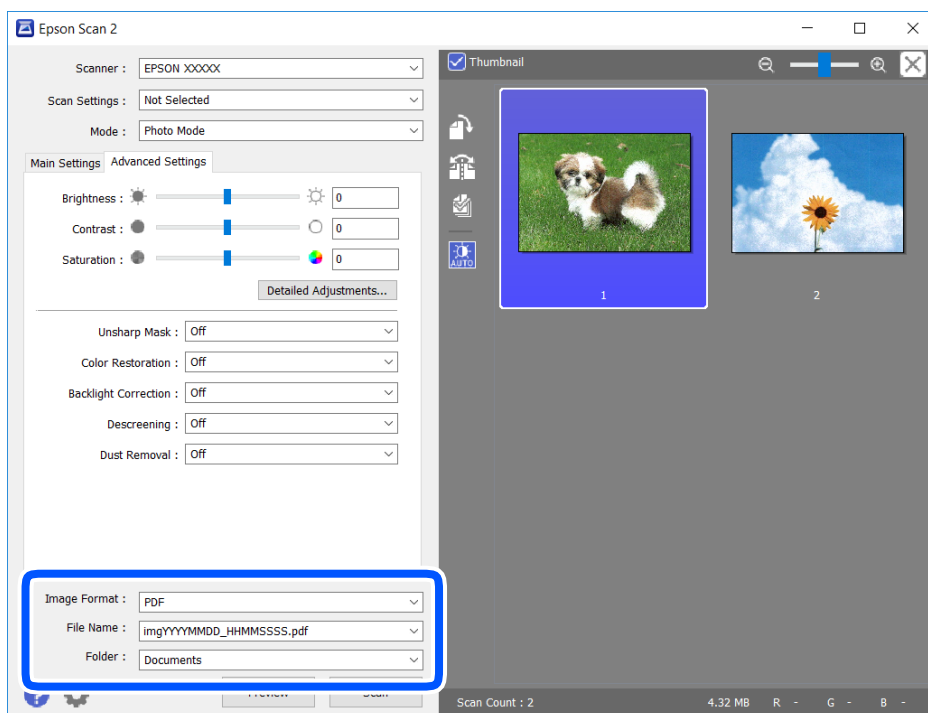 Epson Scan 2
Scanner : EPSON XXXXX
Scan Settings : Not Selected
Mode : Photo Mode
Main Settings Advanced Settings
Brightness : 0
Contrast : 0
Saturation : 0
Detailed Adjustments...
Unsharp Mask : Off
Color Restoration : Off
Backlight Correction : Off
Descreening : Off
Dust Removal : Off
Image Format : PDF
File Name : imgYYYYMMDD_HHMMSSSS.pdf
Folder : Documents
Preview Scan
Thumbnail
AUTO
1 2
Scan Count : 2 4.32 MB R - G - B -